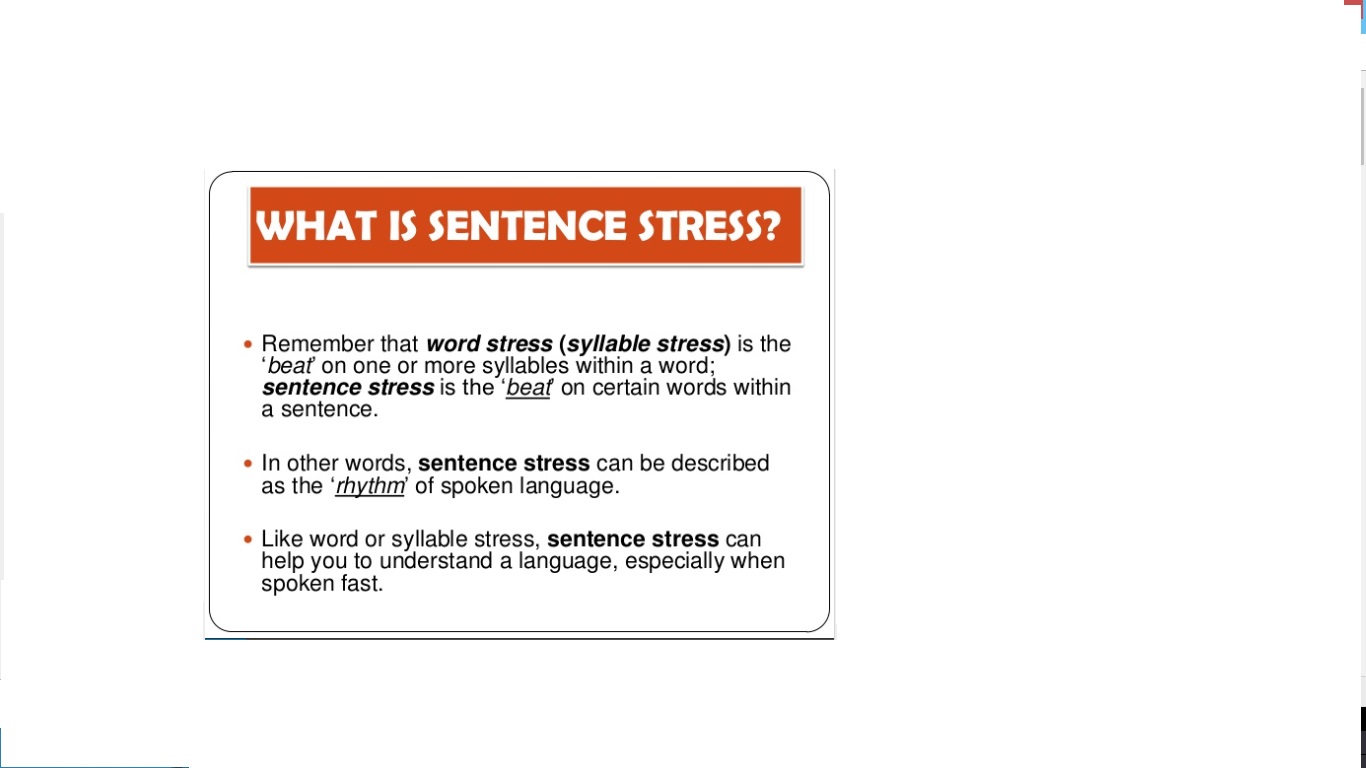 WHAT IS SENTENCE STRESS?
• Remember that word stress (syllable stress) is the
‘beat’ on one or more syllables within a word;
sentence stress is the ‘beat’ on certain words within
a sentence.
• In other words, sentence stress can be described
as the ‘rhythm’ of spoken language.
• Like word or syllable stress, sentence stress can
help you to understand a language, especially when
spoken fast.